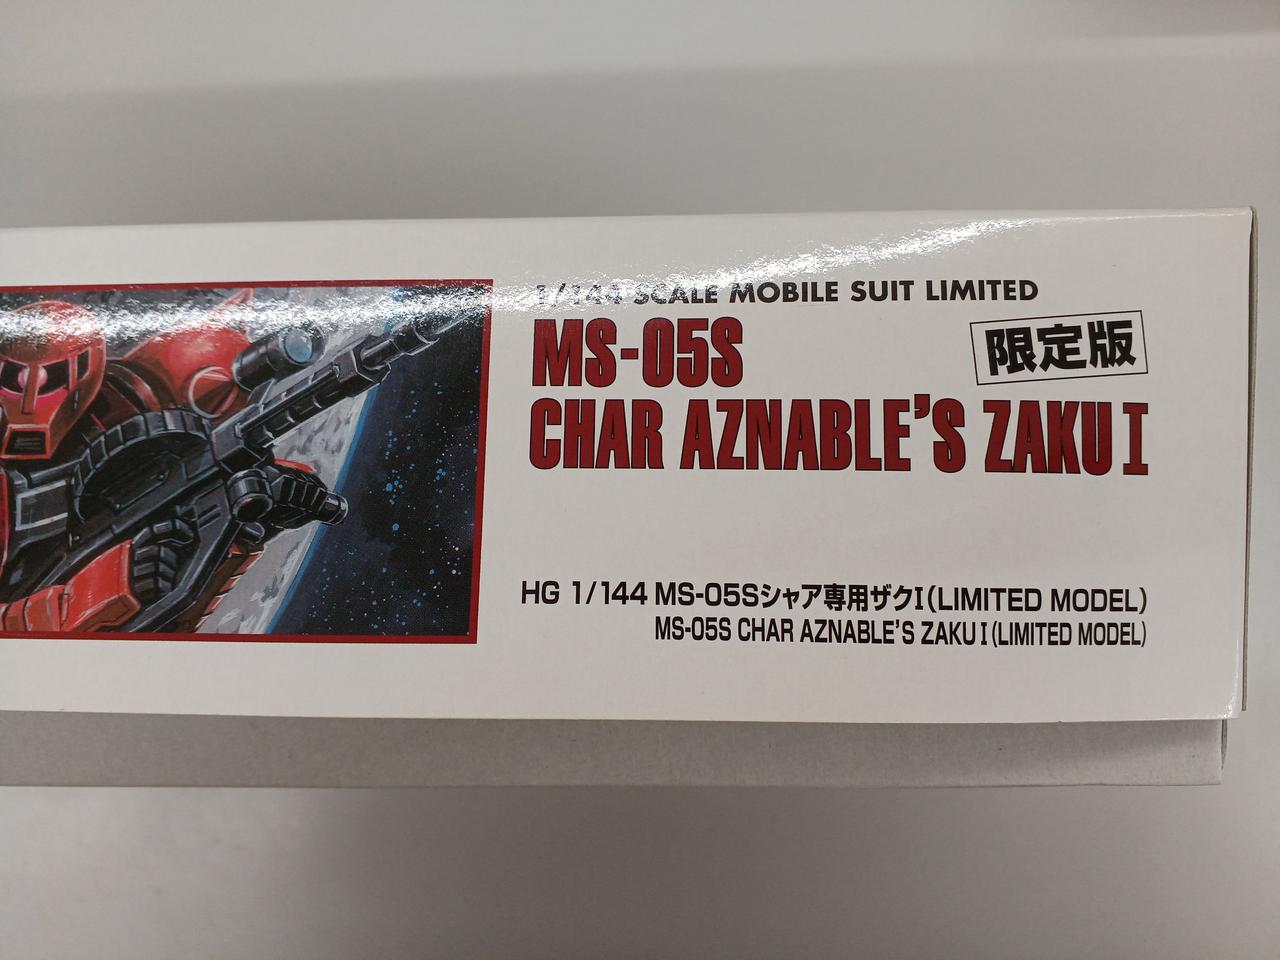 1/144 SCALE MOBILE SUIT LIMITED
MS-05S
限定版
CHAR AZNABLE'S ZAKU I
HG 1/144 MS-05Sシャア専用ザクI(LIMITED MODEL)
MS-05S CHAR AZNABLE'S ZAKU I (LIMITED MODEL)